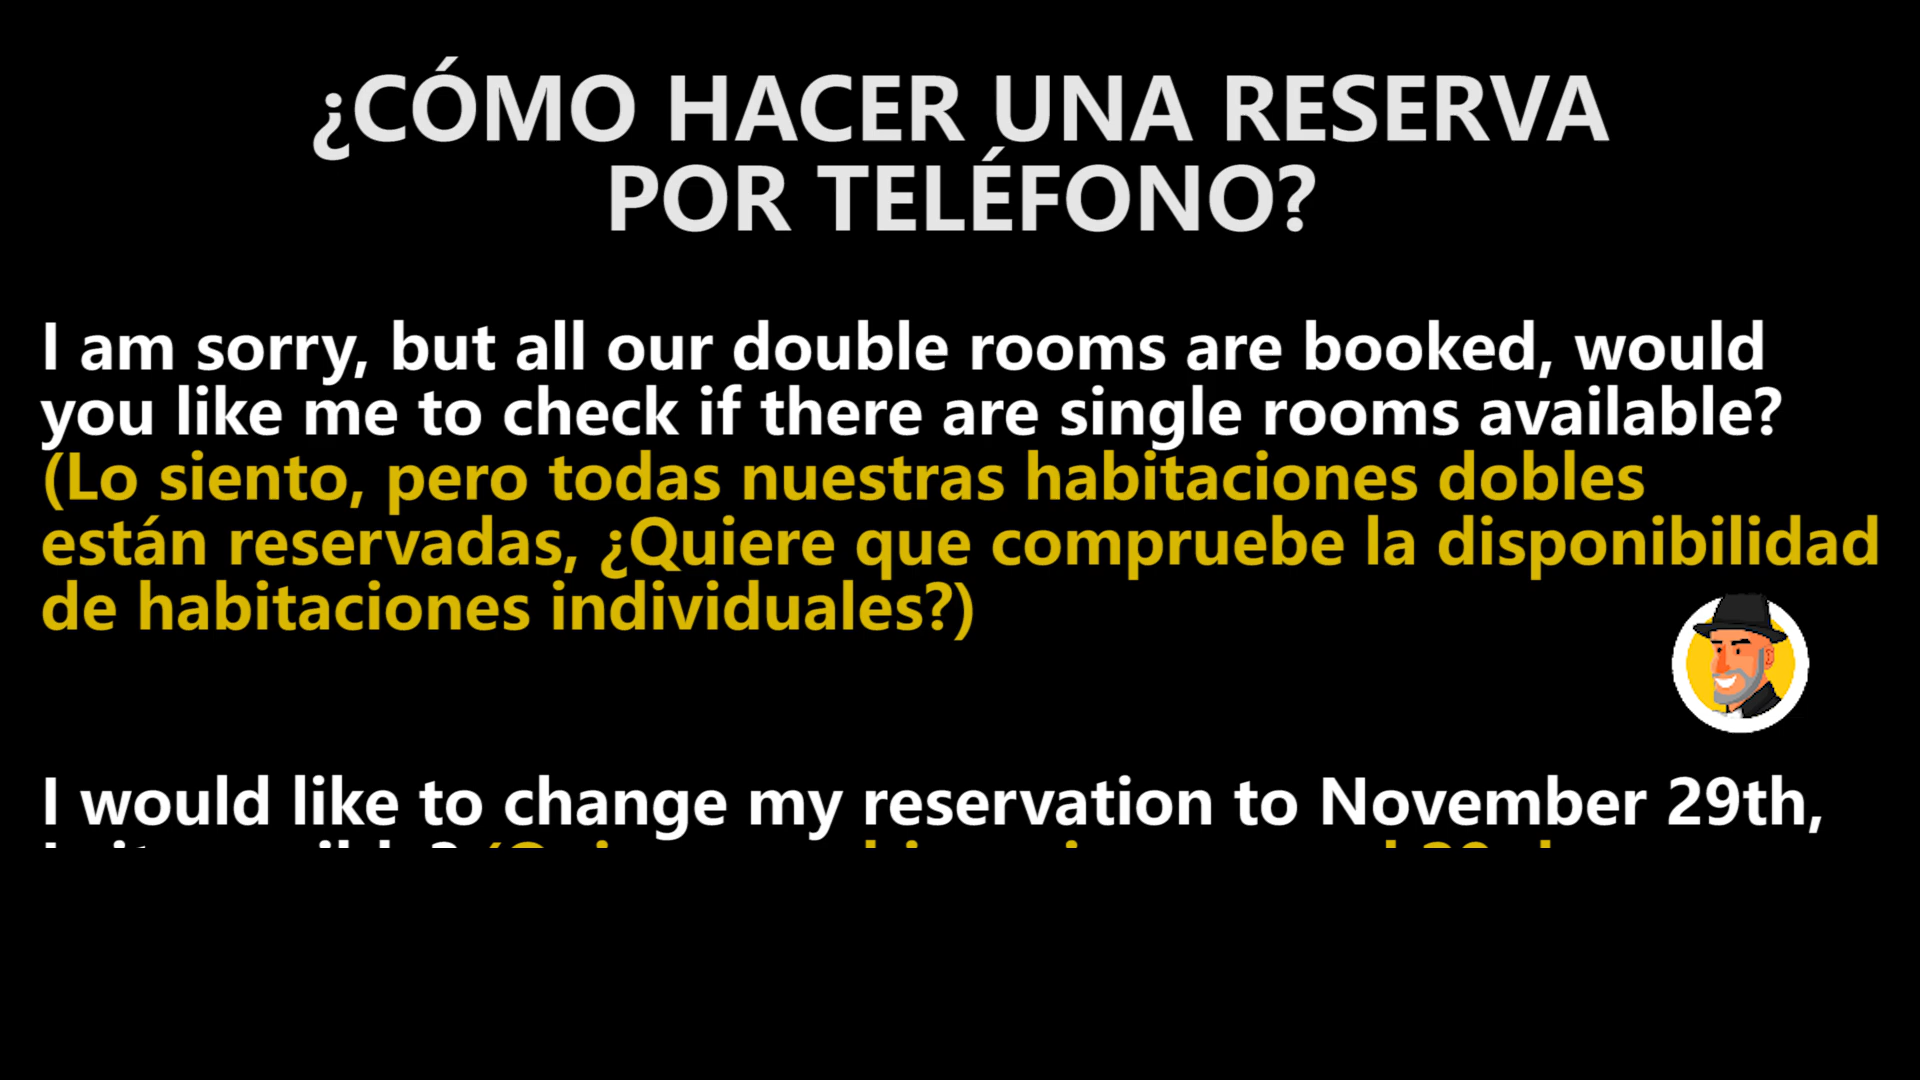 ¿CÓMO HACER UNA RESERVA
POR TELÉFONO?
I am sorry, but all our double rooms are booked, would
you like me to check if there are single rooms available?
(Lo siento, pero todas nuestras habitaciones dobles
están reservadas, ¿Quiere que compruebe la disponibilidad
de habitaciones individuales?)
I would like to change my reservation to November 29th,